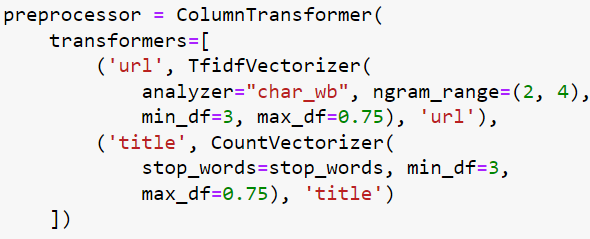 preprocessor = ColumnTransformer(
    transformers=[
        ('url', TfidfVectorizer(
            analyzer="char_wb", ngram_range=(2, 4),
            min_df=3, max_df=0.75), 'url'),
        ('title', CountVectorizer(
            stop_words=stop_words, min_df=3,
            max_df=0.75), 'title')
    ])